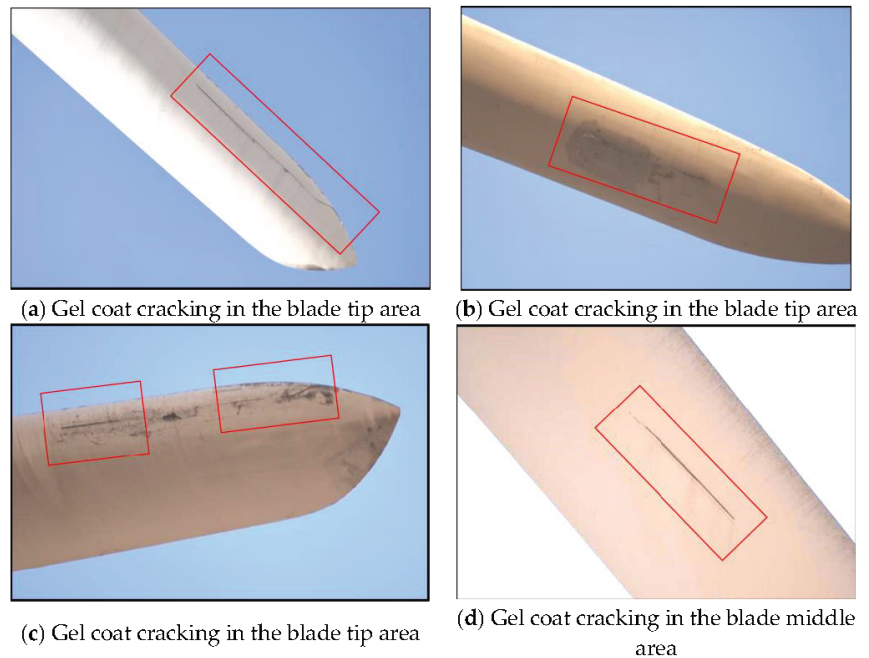 (a) Gel coat cracking in the blade tip area
(b) Gel coat cracking in the blade tip area
(c) Gel coat cracking in the blade tip area
(d) Gel coat cracking in the blade middle
area